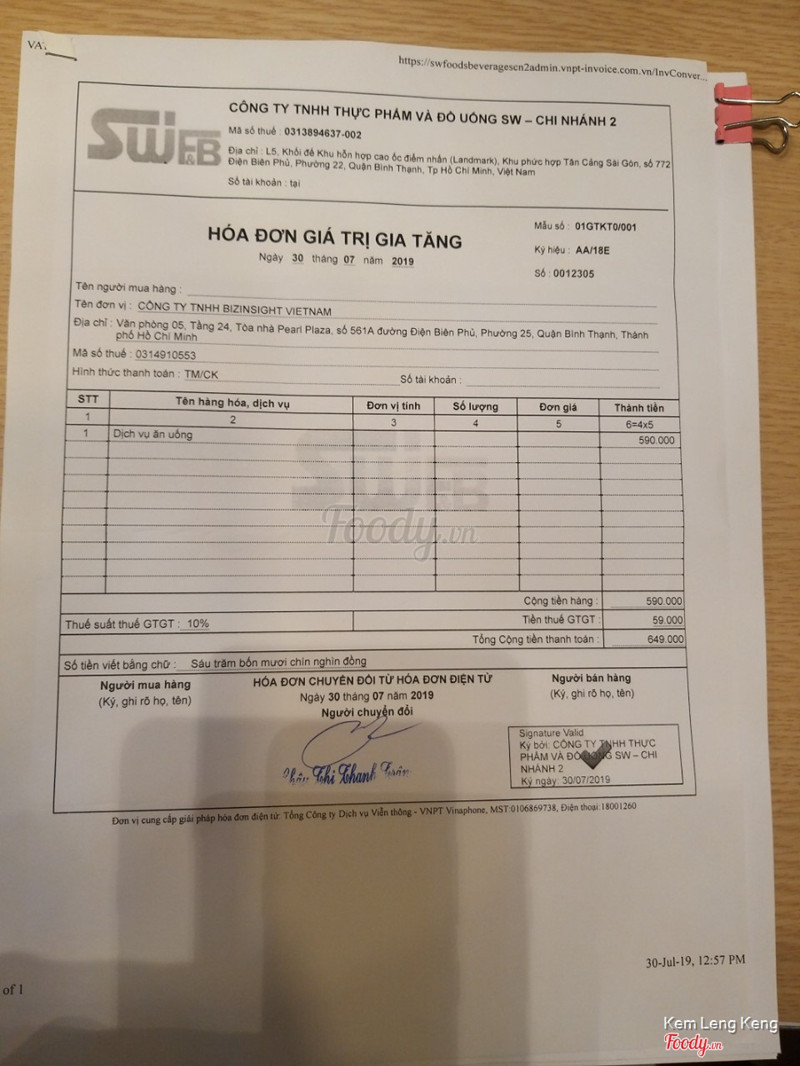 VAT
https://swfoodsbeveragescn2admin.vnpt-invoice.com.vn/InvConver...
SW F&B
CÔNG TY TNHH THỰC PHẨM VÀ ĐỒ UỐNG SW – CHI NHÁNH 2
Mã số thuế : 0313894637-002
Địa chỉ : L5, Khối đế Khu hỗn hợp cao ốc điểm nhấn (Landmark), Khu phức hợp Tân Cảng Sài Gòn, số 772
Điện Biên Phủ, Phường 22, Quận Bình Thạnh, Tp Hồ Chí Minh, Việt Nam
Số tài khoản : tại
HÓA ĐƠN GIÁ TRỊ GIA TĂNG
Ngày 30 tháng 07 năm 2019
Mẫu số : 01GTKT0/001
Ký hiệu : AA/18E
Số : 0012305
Tên người mua hàng :
Tên đơn vị : CÔNG TY TNHH BIZINSIGHT VIETNAM
Địa chỉ : Văn phòng 05, Tầng 24, Tòa nhà Pearl Plaza, số 561A đường Điện Biên Phủ, Phường 25, Quận Bình Thạnh, Thành
phố Hồ Chí Minh
Mã số thuế : 0314910553
Hình thức thanh toán : TM/CK Số tài khoản :
STT Tên hàng hóa, dịch vụ Đơn vị tính Số lượng Đơn giá Thành tiền
1 2 3 4 5 6=4x5
1 Dịch vụ ăn uống 590.000
SW F&B
Foody.vn
Cộng tiền hàng : 590.000
Thuế suất thuế GTGT : 10% Tiền thuế GTGT : 59.000
Tổng Cộng tiền thanh toán : 649.000
Số tiền viết bằng chữ : Sáu trăm bốn mươi chín nghìn đồng
Người mua hàng
(Ký, ghi rõ họ, tên)
HÓA ĐƠN CHUYỂN ĐỔI TỪ HÓA ĐƠN ĐIỆN TỬ
Ngày 30 tháng 07 năm 2019
Người chuyển đổi
Thị Thanh
Người bán hàng
(Ký, ghi rõ họ, tên)
Signature Valid
Ký bởi: CÔNG TY TNHH THỰC
PHẨM VÀ ĐỒ UỐNG SW – CHI
NHÁNH 2
Ký ngày: 30/07/2019
Đơn vị cung cấp giải pháp hóa đơn điện tử: Tổng Công ty Dịch vụ Viễn thông - VNPT Vinaphone, MST:0106869738, Điện thoại:18001260
30-Jul-19, 12:57 PM
of 1
Kem Leng Keng
Foody.vn